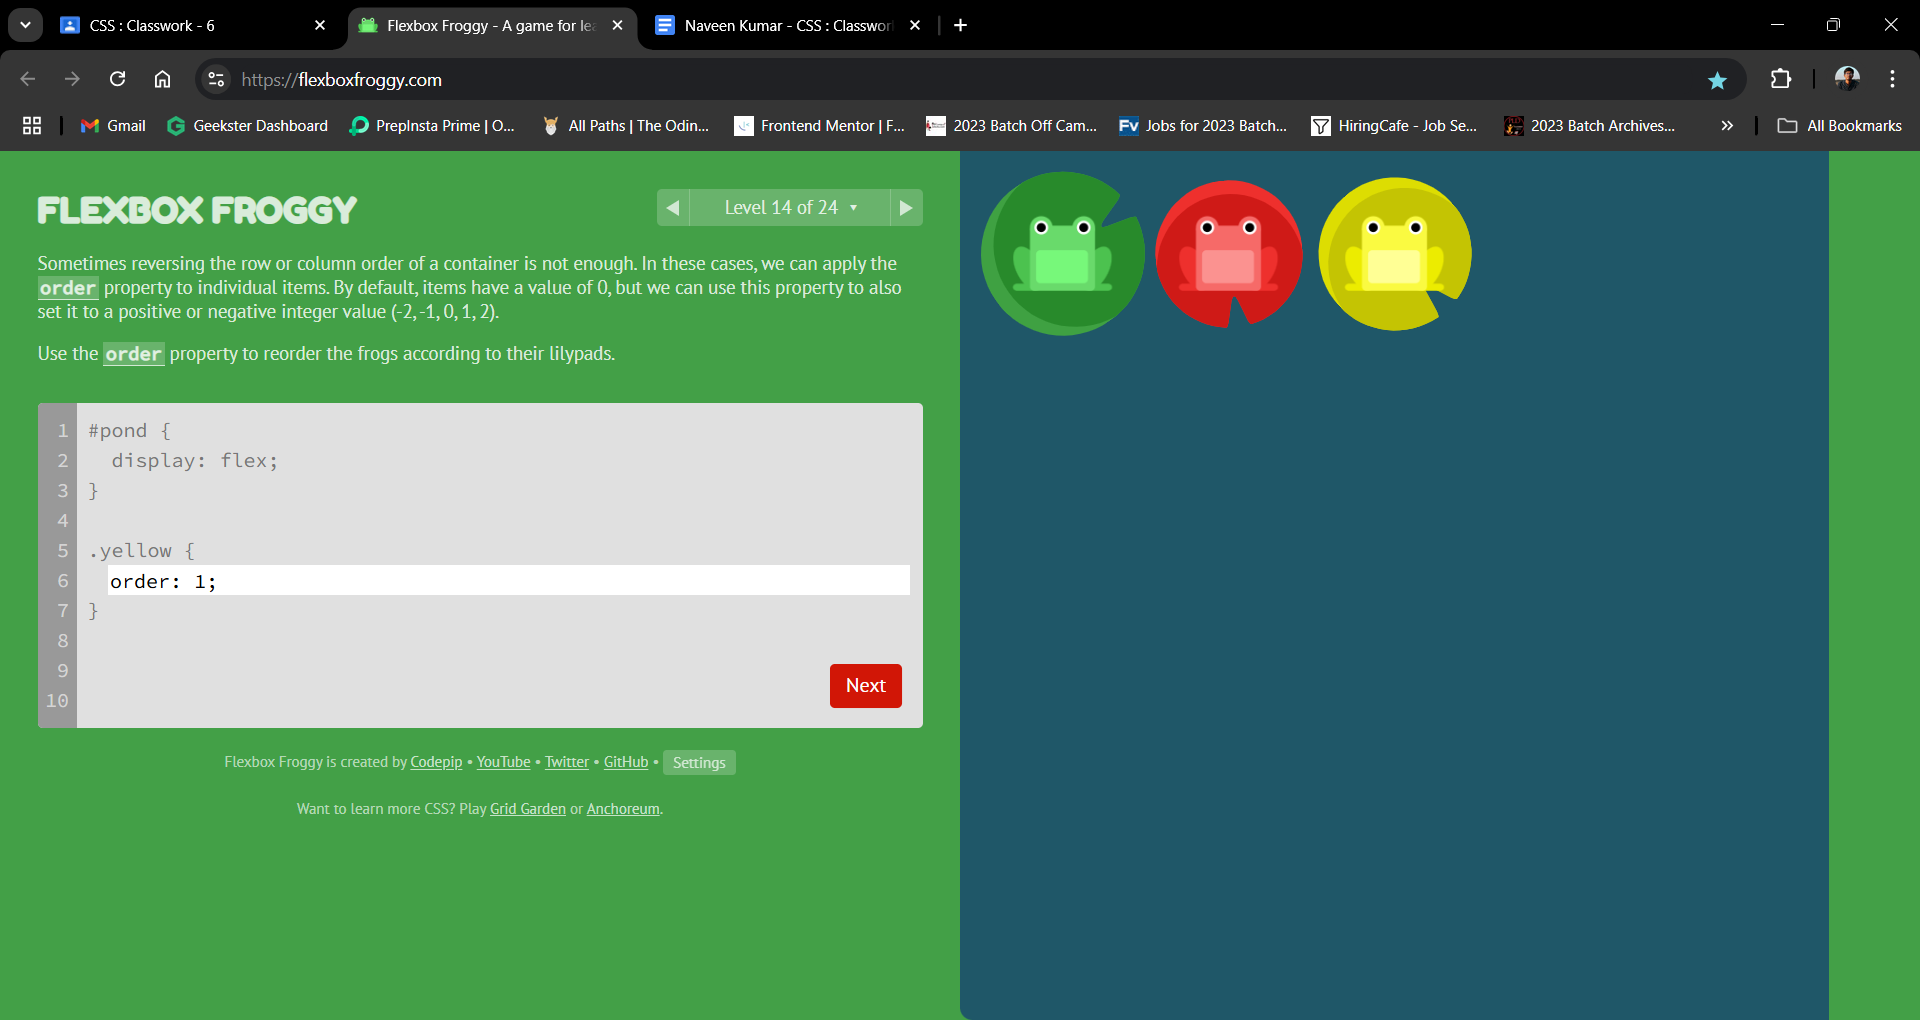 CSS : Classwork - 6
Flexbox Froggy - A game for le
Naveen Kumar - CSS : Classwor
https://flexboxfroggy.com
Gmail
Geekster Dashboard
PrepInsta Prime | O...
All Paths | The Odin...
Frontend Mentor | F...
2023 Batch Off Cam...
Fv Jobs for 2023 Batch...
HiringCafe - Job Se...
2023 Batch Archives...
All Bookmarks
FLEXBOX FROGGY
Level 14 of 24
Sometimes reversing the row or column order of a container is not enough. In these cases, we can apply the
order property to individual items. By default, items have a value of 0, but we can use this property to also
set it to a positive or negative integer value (-2, -1, 0, 1, 2).
Use the order property to reorder the frogs according to their lilypads.
1 #pond {
2 display: flex;
3 }
4
5 .yellow {
6 order: 1;
7 }
8
9
10
Next
Flexbox Froggy is created by Codepip • YouTube • Twitter • GitHub • Settings
Want to learn more CSS? Play Grid Garden or Anchoreum.